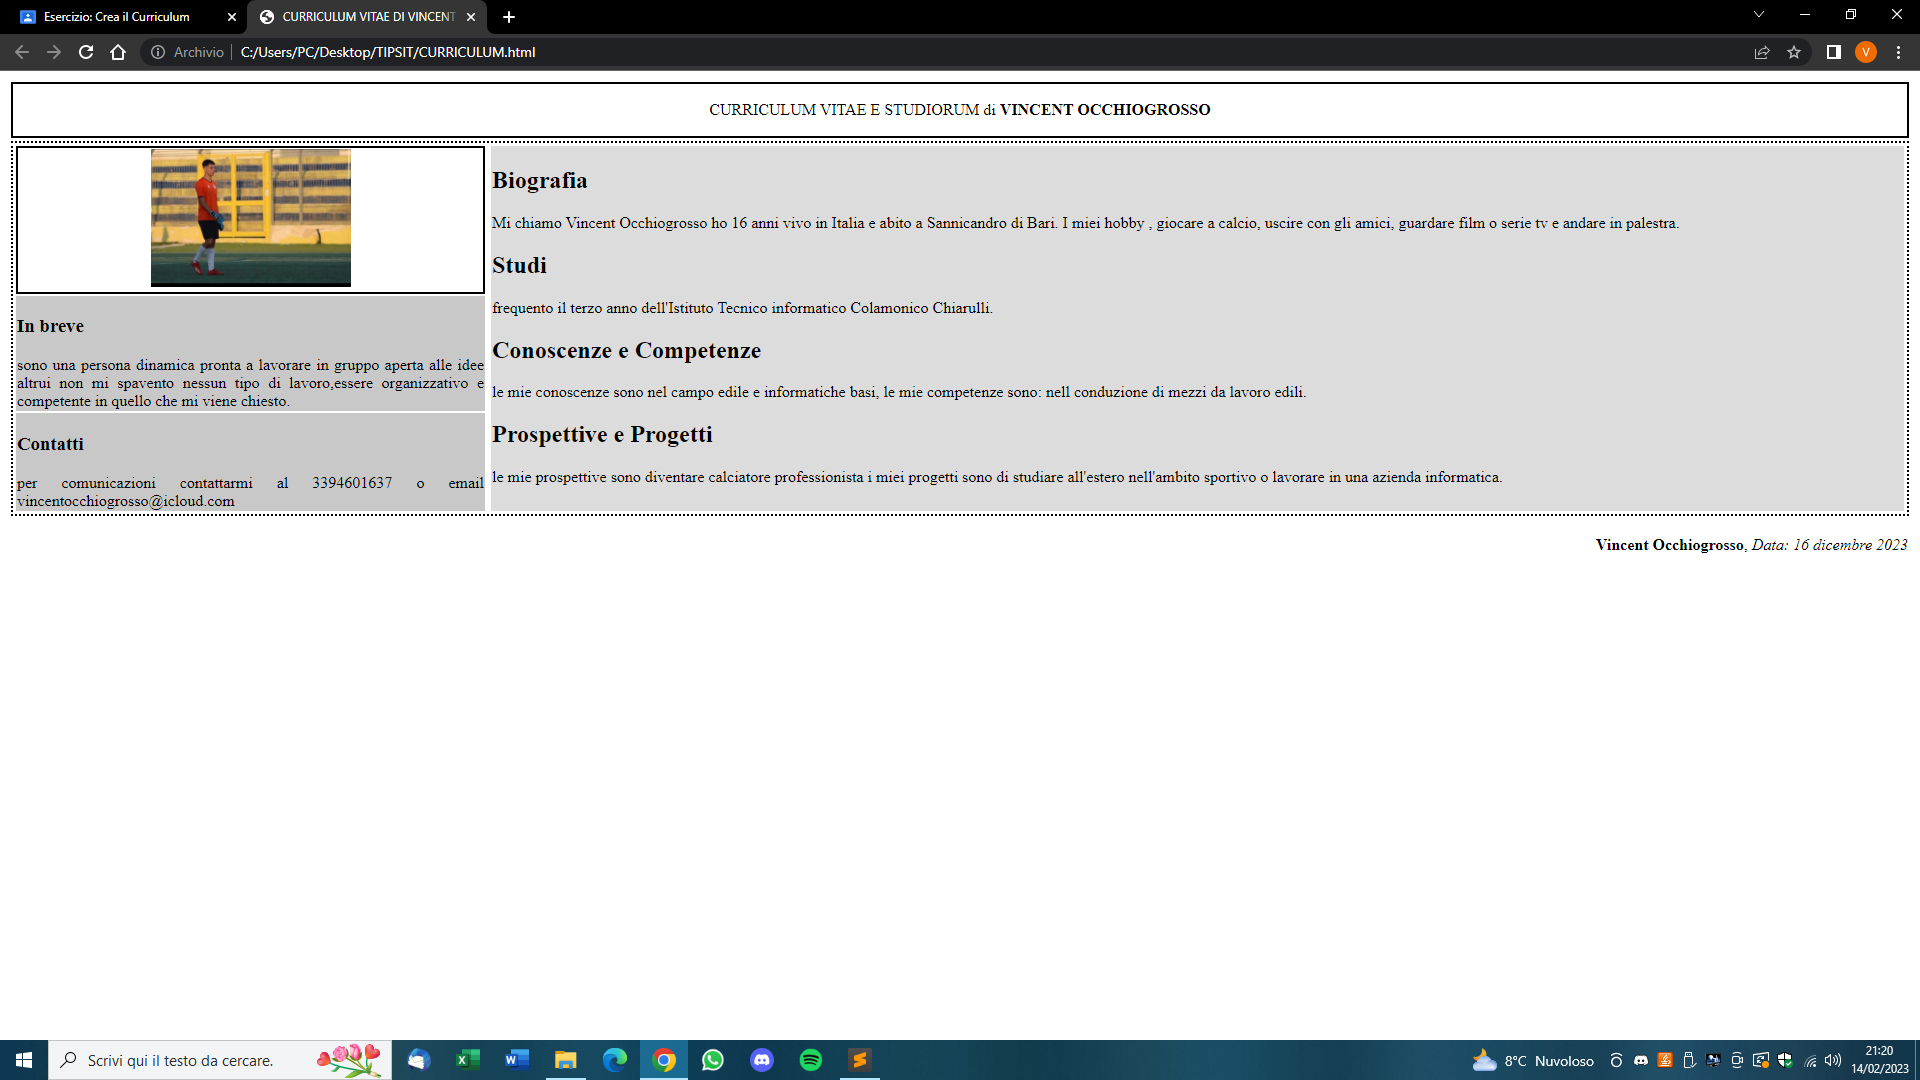 Esercizio: Crea il Curriculum
CURRICULUM VITAE DI VINCENT
Archivio
C:/Users/PC/Desktop/TIPSIT/CURRICULUM.html
V
CURRICULUM VITAE E STUDIORUM di VINCENT OCCHIOGROSSO
In breve
sono una persona dinamica pronta a lavorare in gruppo aperta alle idee
altrui non mi spavento nessun tipo di lavoro,essere organizzativo e
competente in quello che mi viene chiesto.
Contatti
per comunicazioni contattarmi al 3394601637 o email
vincentocchiogrosso@icloud.com
Biografia
Mi chiamo Vincent Occhiogrosso ho 16 anni vivo in Italia e abito a Sannicandro di Bari. I miei hobby , giocare a calcio, uscire con gli amici, guardare film o serie tv e andare in palestra.
Studi
frequento il terzo anno dell'Istituto Tecnico informatico Colamonico Chiarulli.
Conoscenze e Competenze
le mie conoscenze sono nel campo edile e informatiche basi, le mie competenze sono: nell conduzione di mezzi da lavoro edili.
Prospettive e Progetti
le mie prospettive sono diventare calciatore professionista i miei progetti sono di studiare all'estero nell'ambito sportivo o lavorare in una azienda informatica.
Vincent Occhiogrosso, Data: 16 dicembre 2023
Scrivi qui il testo da cercare.
8°C Nuvoloso
21:20
14/02/2023